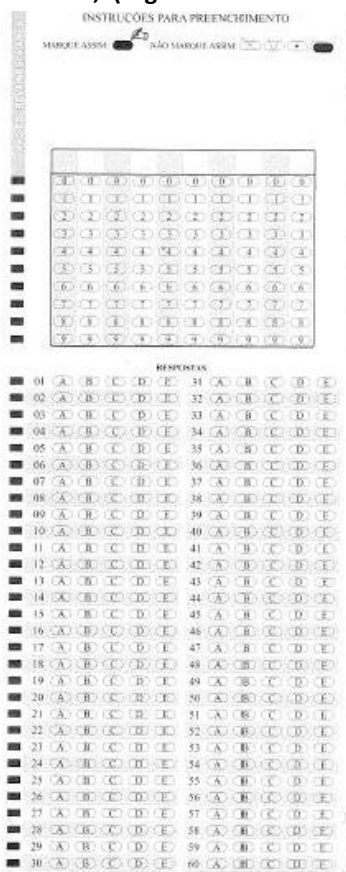 INSTRUÇÕES PARA PREENCHIMENTO
MARQUE ASSIM NÃO MARQUE ASSIM
0 0 0 0 0 0 0 0 0 0
1 1 1 1 1 1 1 1 1 1
2 2 2 2 2 2 2 2 2 2
3 3 3 3 3 3 3 3 3 3
4 4 4 4 4 4 4 4 4 4
5 5 5 5 5 5 5 5 5 5
6 6 6 6 6 6 6 6 6 6
7 7 7 7 7 7 7 7 7 7
8 8 8 8 8 8 8 8 8 8
9 9 9 9 9 9 9 9 9 9
RESPOSTAS
01 A B C D E 31 A B C D E
02 A B C D E 32 A B C D E
03 A B C D E 33 A B C D E
04 A B C D E 34 A B C D E
05 A B C D E 35 A B C D E
06 A B C D E 36 A B C D E
07 A B C D E 37 A B C D E
08 A B C D E 38 A B C D E
09 A B C D E 39 A B C D E
10 A B C D E 40 A B C D E
11 A B C D E 41 A B C D E
12 A B C D E 42 A B C D E
13 A B C D E 43 A B C D E
14 A B C D E 44 A B C D E
15 A B C D E 45 A B C D E
16 A B C D E 46 A B C D E
17 A B C D E 47 A B C D E
18 A B C D E 48 A B C D E
19 A B C D E 49 A B C D E
20 A B C D E 50 A B C D E
21 A B C D E 51 A B C D E
22 A B C D E 52 A B C D E
23 A B C D E 53 A B C D E
24 A B C D E 54 A B C D E
25 A B C D E 55 A B C D E
26 A B C D E 56 A B C D E
27 A B C D E 57 A B C D E
28 A B C D E 58 A B C D E
29 A B C D E 59 A B C D E
30 A B C D E 60 A B C D E